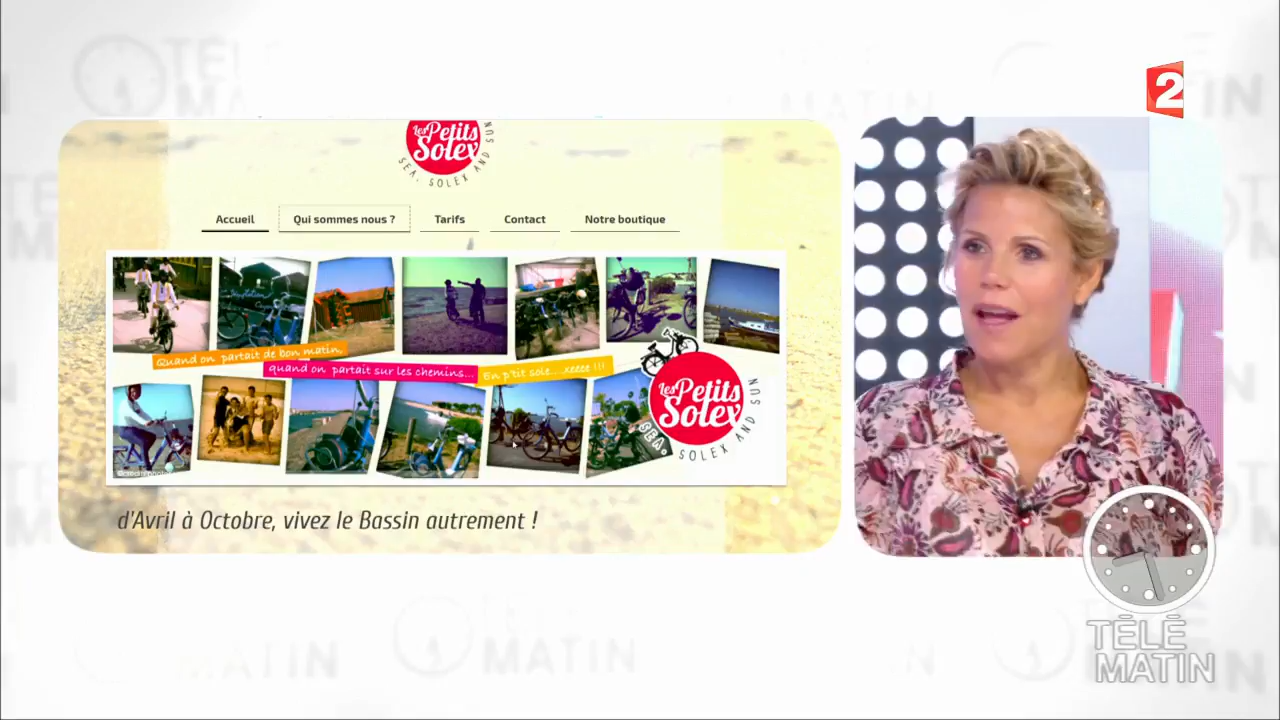 TÉLÉ
MATIN
2
Les Petits
Solex
SEA, SOLEX AND SUN
Accueil
Qui sommes nous ?
Tarifs
Contact
Notre boutique
Quand on partait de bon matin,
quand on partait sur les chemins...
En p'tit sole....xeeee !!!
Les Petits
Solex
SEA, SOLEX AND SUN
d'Avril à Octobre, vivez le Bassin autrement !
TÉLÉ
MATIN